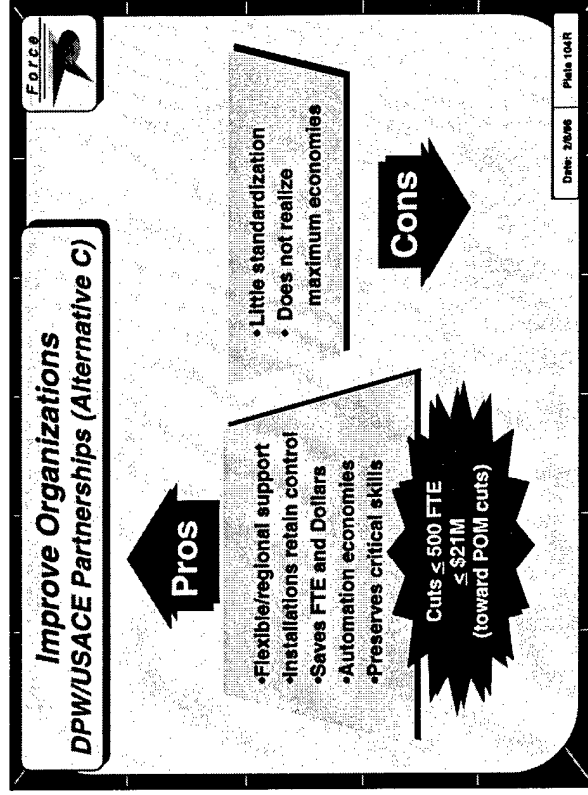 Force
Improve Organizations
DPW/USACE Partnerships (Alternative C)
Pros
•Flexible/regional support
•Installations retain control
•Saves FTE and Dollars
•Automation economies
•Preserves critical skills
Cuts ≤ 500 FTE
≤ $21M
(toward POM cuts)
• Little standardization
• Does not realize
maximum economies
Cons
Date: 2/8/96 Plate 104R